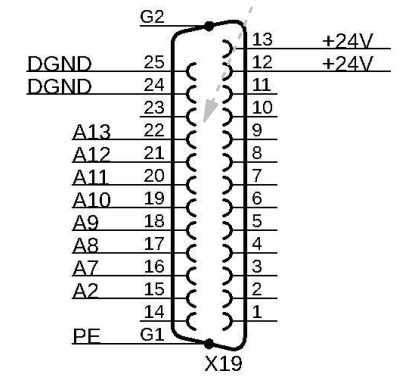 G2
13 +24V
DGND 25 12 +24V
DGND 24 11
23 10
A13 22 9
A12 21 8
A11 20 7
A10 19 6
A9 18 5
A8 17 4
A7 16 3
A2 15 2
14 1
PE G1
X19